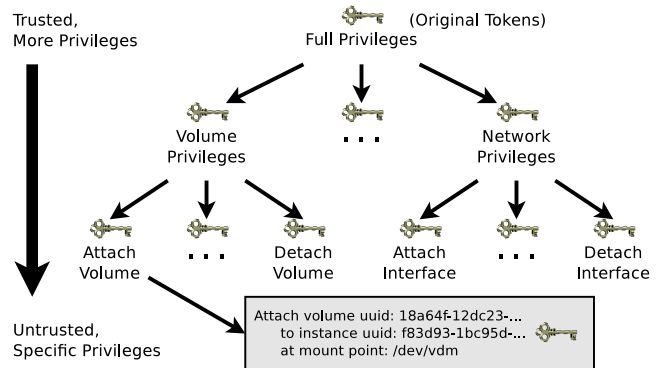 Trusted,
More Privileges
(Original Tokens)
Full Privileges
Volume
Privileges
. . .
Network
Privileges
Attach
Volume
. . .
Detach
Volume
Attach
Interface
. . .
Detach
Interface
Untrusted,
Specific Privileges
Attach volume uuid: 18a64f-12dc23-...
to instance uuid: f83d93-1bc95d-...
at mount point: /dev/vdm